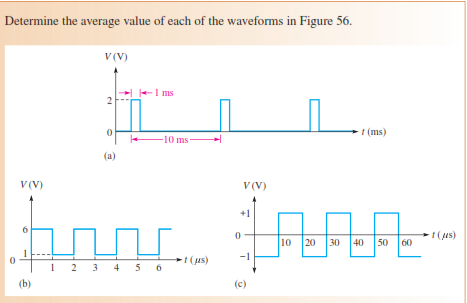 Determine the average value of each of the waveforms in Figure 56.
V (V)
1 ms
2
0
t (ms)
10 ms
(a)
V (V)
6
1
0
1 2 3 4 5 6
t (μs)
(b)
V (V)
+1
0
10 20 30 40 50 60
t (μs)
−1
(c)